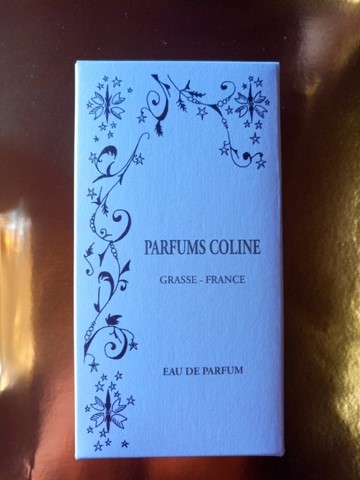 PARFUMS COLINE
GRASSE - FRANCE
EAU DE PARFUM